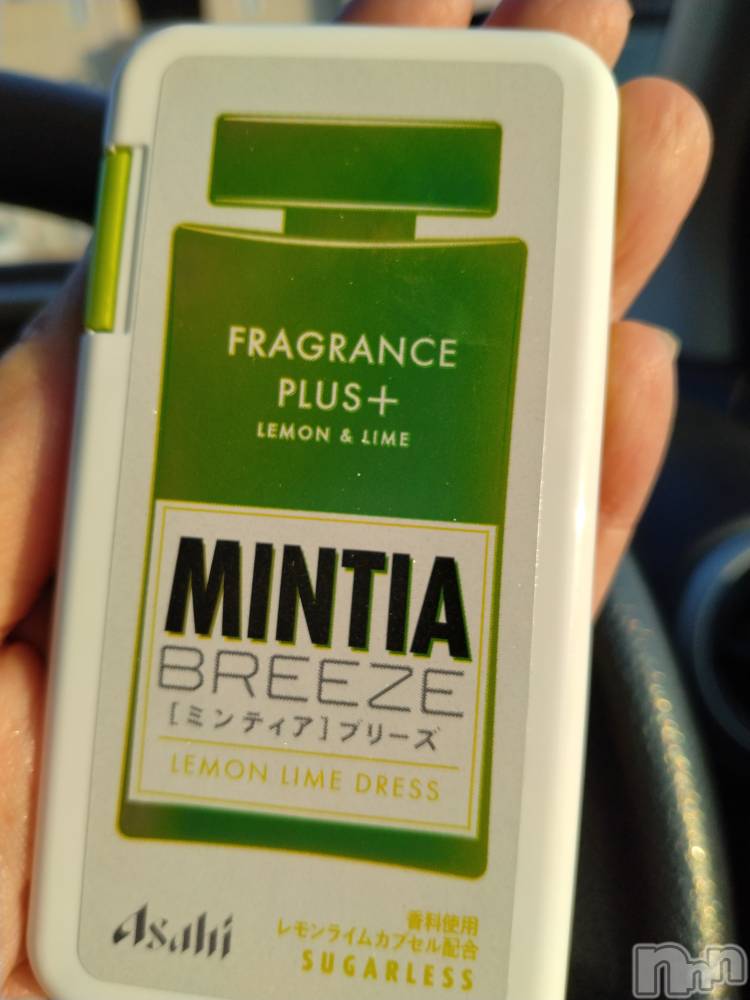 FRAGRANCE
PLUS+
LEMON & LIME
MINTIA
BREEZE
[ミンティア]ブリーズ
LEMON LIME DRESS
Asahi
香料使用
レモンライムカプセル配合
SUGARLESS
nnn